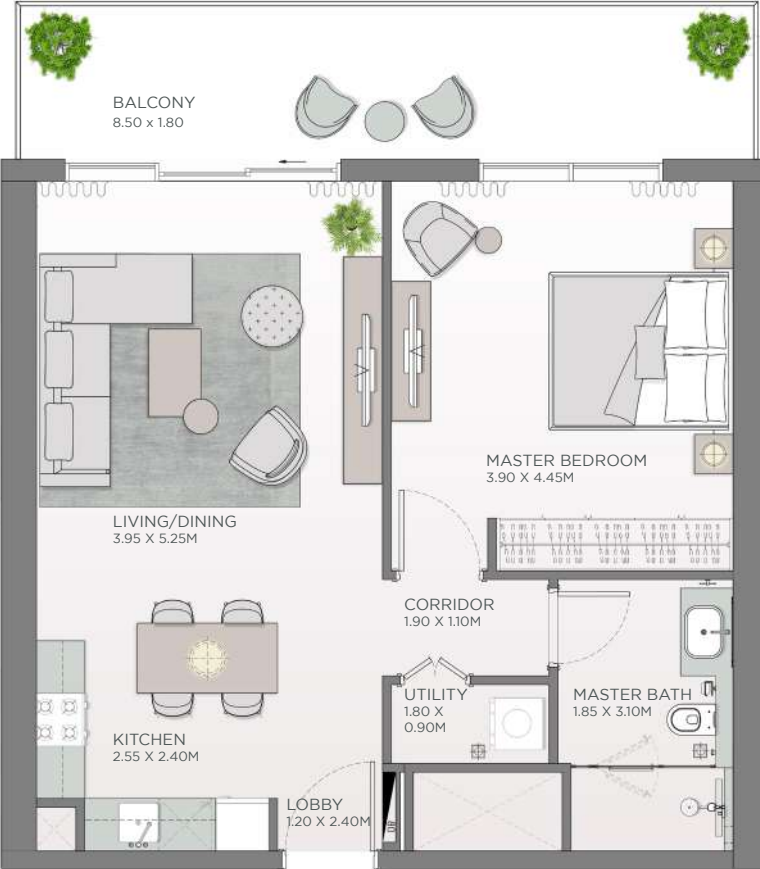 BALCONY
8.50 x 1.80
MASTER BEDROOM
3.90 X 4.45M
LIVING/DINING
3.95 X 5.25M
CORRIDOR
1.90 X 1.10M
UTILITY
1.80 X
0.90M
MASTER BATH
1.85 X 3.10M
KITCHEN
2.55 X 2.40M
LOBBY
1.20 X 2.40M
DB